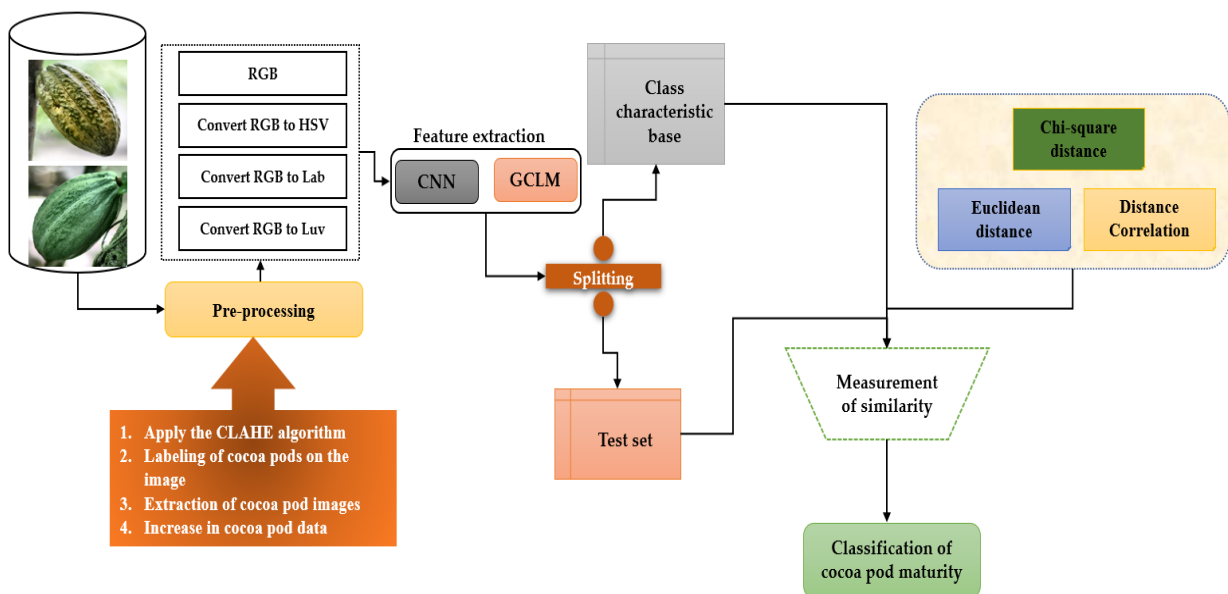 RGB
Convert RGB to HSV
Convert RGB to Lab
Convert RGB to Luv
Pre-processing
1. Apply the CLAHE algorithm
2. Labeling of cocoa pods on the
image
3. Extraction of cocoa pod images
4. Increase in cocoa pod data
Feature extraction
CNN
GCLM
Splitting
Class
characteristic
base
Test set
Chi-square
distance
Euclidean
distance
Distance
Correlation
Measurement
of similarity
Classification of
cocoa pod maturity